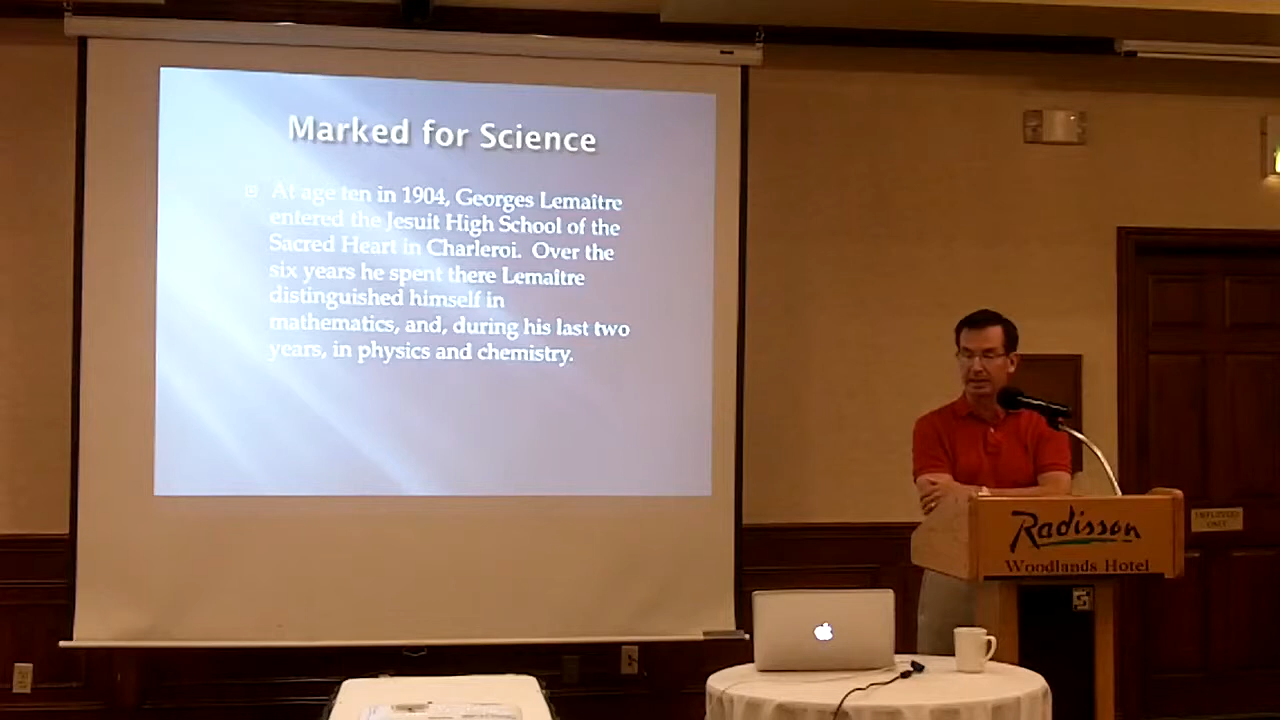 Marked for Science
At age ten in 1904, Georges Lemaître
entered the Jesuit High School of the
Sacred Heart in Charleroi. Over the
six years he spent there Lemaître
distinguished himself in
mathematics, and, during his last two
years, in physics and chemistry.
Radisson
Woodlands Hotel
EMPLOYEES
ONLY